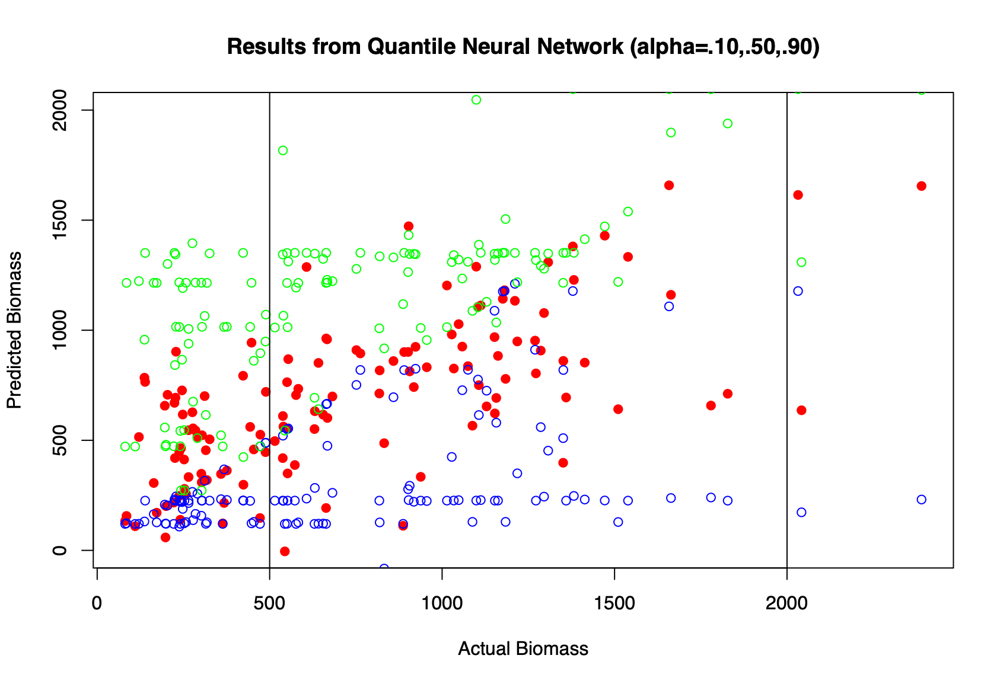 Results from Quantile Neural Network (alpha=.10,.50,.90)
Predicted Biomass
2000
1500
1000
500
0
0 500 1000 1500 2000
Actual Biomass